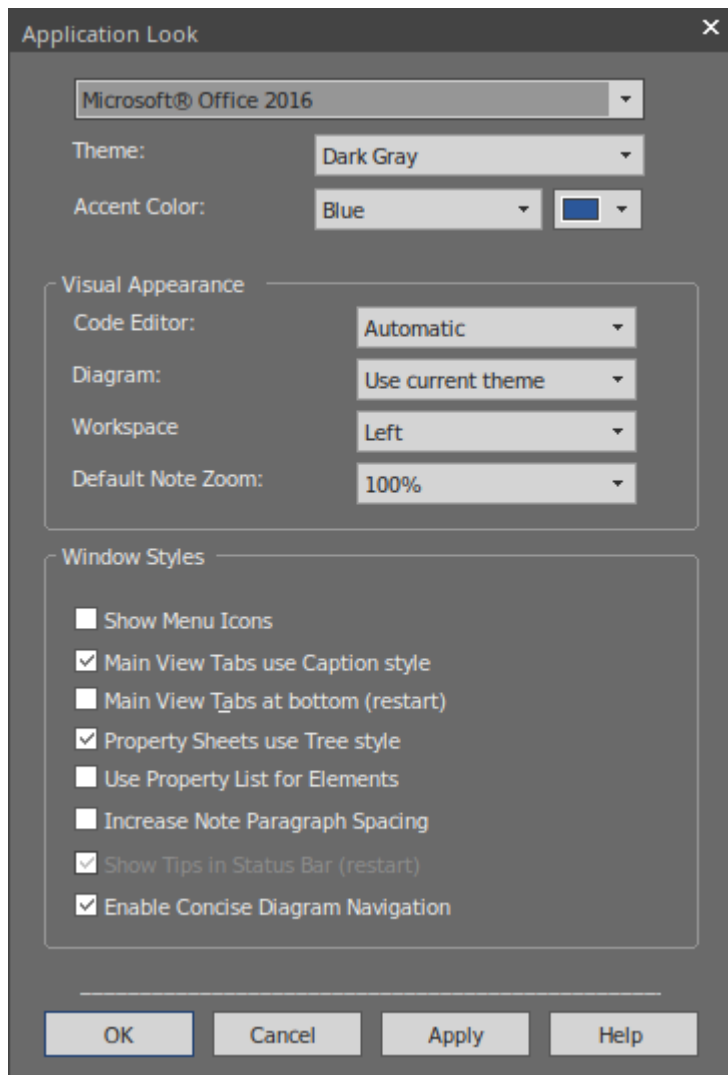 Application Look
Microsoft® Office 2016
Theme:
Dark Gray
Accent Color:
Blue
Visual Appearance
Code Editor:
Automatic
Diagram:
Use current theme
Workspace
Left
Default Note Zoom:
100%
Window Styles
Show Menu Icons
Main View Tabs use Caption style
Main View Tabs at bottom (restart)
Property Sheets use Tree style
Use Property List for Elements
Increase Note Paragraph Spacing
Show Tips in Status Bar (restart)
Enable Concise Diagram Navigation
OK
Cancel
Apply
Help